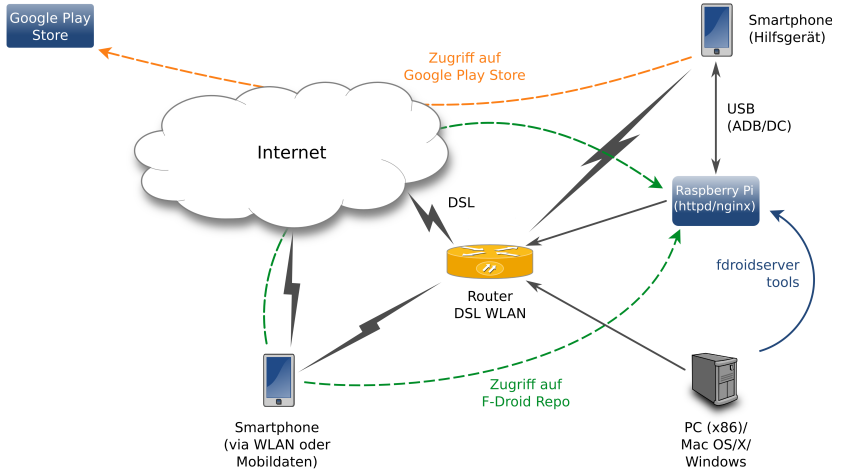 Google Play
Store
Smartphone
(Hilfsgerät)
Zugriff auf
Google Play Store
USB
(ADB/DC)
Internet
Raspberry Pi
(httpd/nginx)
DSL
fdroidserver
tools
Router
DSL WLAN
Zugriff auf
F-Droid Repo
Smartphone
(via WLAN oder
Mobildaten)
PC (x86)/
Mac OS/X/
Windows